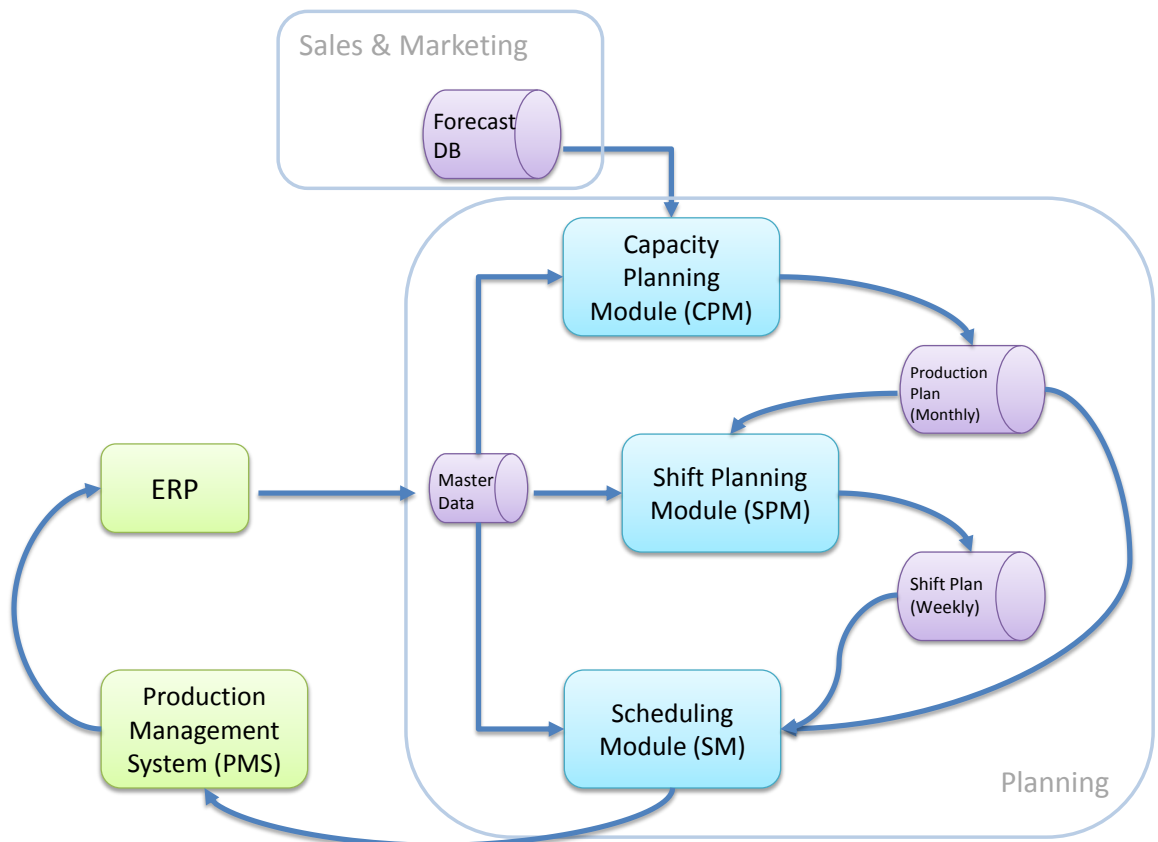 Sales & Marketing
Forecast
DB
Capacity
Planning
Module (CPM)
Production
Plan
(Monthly)
ERP
Master
Data
Shift Planning
Module (SPM)
Shift Plan
(Weekly)
Production
Management
System (PMS)
Scheduling
Module (SM)
Planning